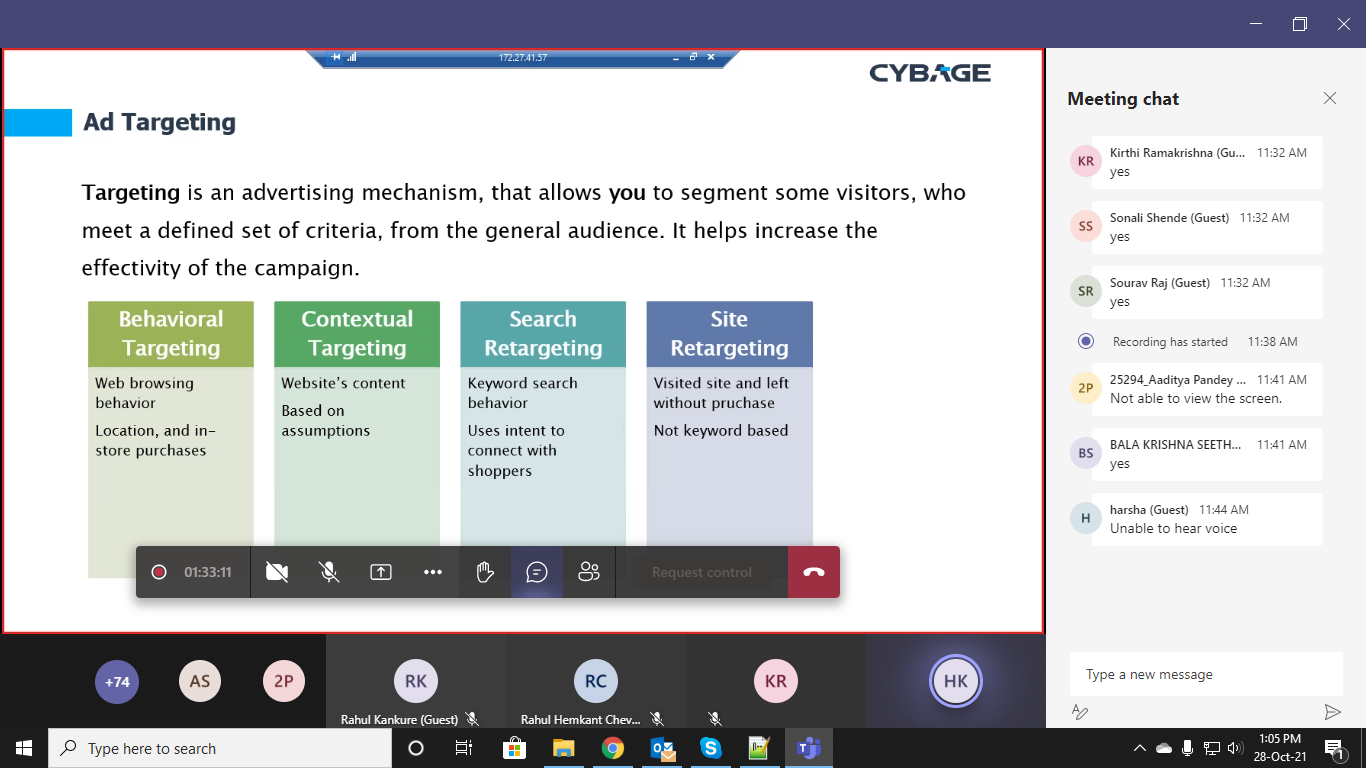 172.27.41.57
CYBAGE
Ad Targeting
Targeting is an advertising mechanism, that allows you to segment some visitors, who
meet a defined set of criteria, from the general audience. It helps increase the
effectivity of the campaign.
Behavioral
Targeting
Web browsing
behavior
Location, and in-
store purchases
Contextual
Targeting
Website's content
Based on
assumptions
Search
Retargeting
Keyword search
behavior
Uses intent to
connect with
shoppers
Site
Retargeting
Visited site and left
without pruchase
Not keyword based
01:33:11
Request control
+74
AS
2P
RK
Rahul Kankure (Guest)
RC
Rahul Hemkant Chev...
KR
HK
Meeting chat
KR
Kirthi Ramakrishna (Gu... 11:32 AM
yes
SS
Sonali Shende (Guest) 11:32 AM
yes
SR
Sourav Raj (Guest) 11:32 AM
yes
Recording has started 11:38 AM
2P
25294_Aaditya Pandey ... 11:41 AM
Not able to view the screen.
BS
BALA KRISHNA SEETH... 11:41 AM
yes
H
harsha (Guest) 11:44 AM
Unable to hear voice
Type a new message
Type here to search
1:05 PM
28-Oct-21
1